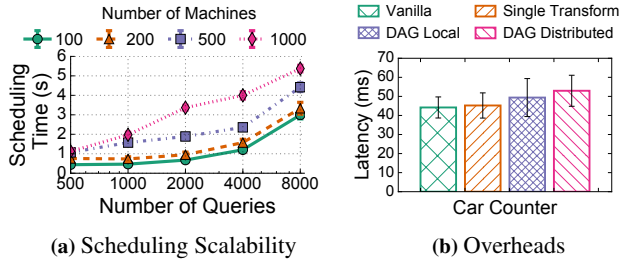 Number of Machines
100 200 500 1000
Scheduling
Time (s)
6
5
4
3
2
1
0
500 1000 2000 4000 8000
Number of Queries
(a) Scheduling Scalability
Vanilla Single Transform
DAG Local DAG Distributed
Latency (ms)
70
60
50
40
30
20
10
0
Car Counter
(b) Overheads